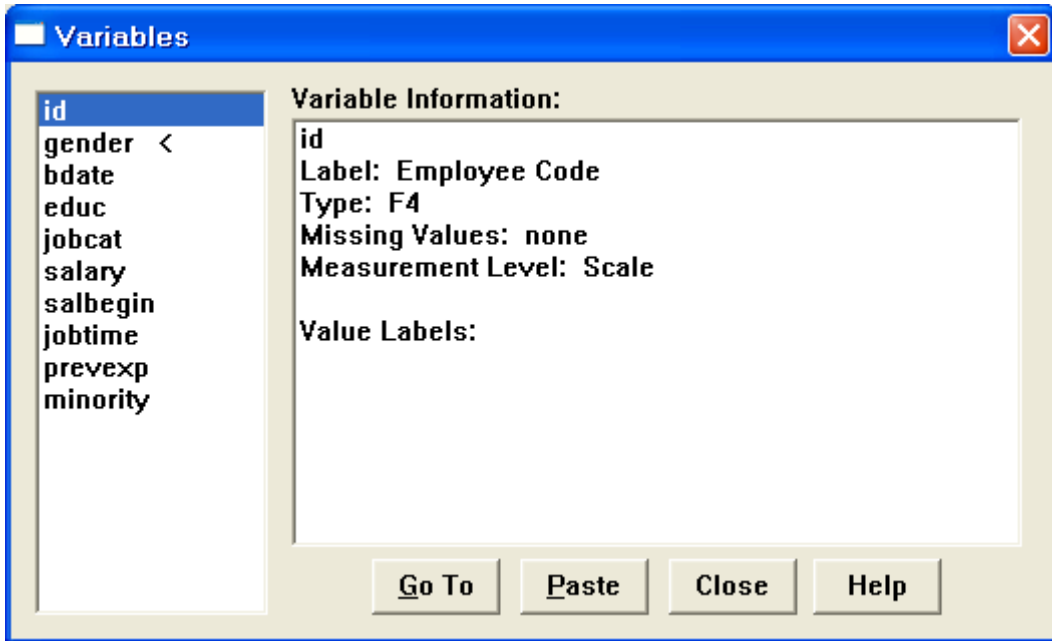 Variables
id
gender <
bdate
educ
jobcat
salary
salbegin
jobtime
prevexp
minority
Variable Information:
id
Label: Employee Code
Type: F4
Missing Values: none
Measurement Level: Scale
Value Labels:
Go To Paste Close Help